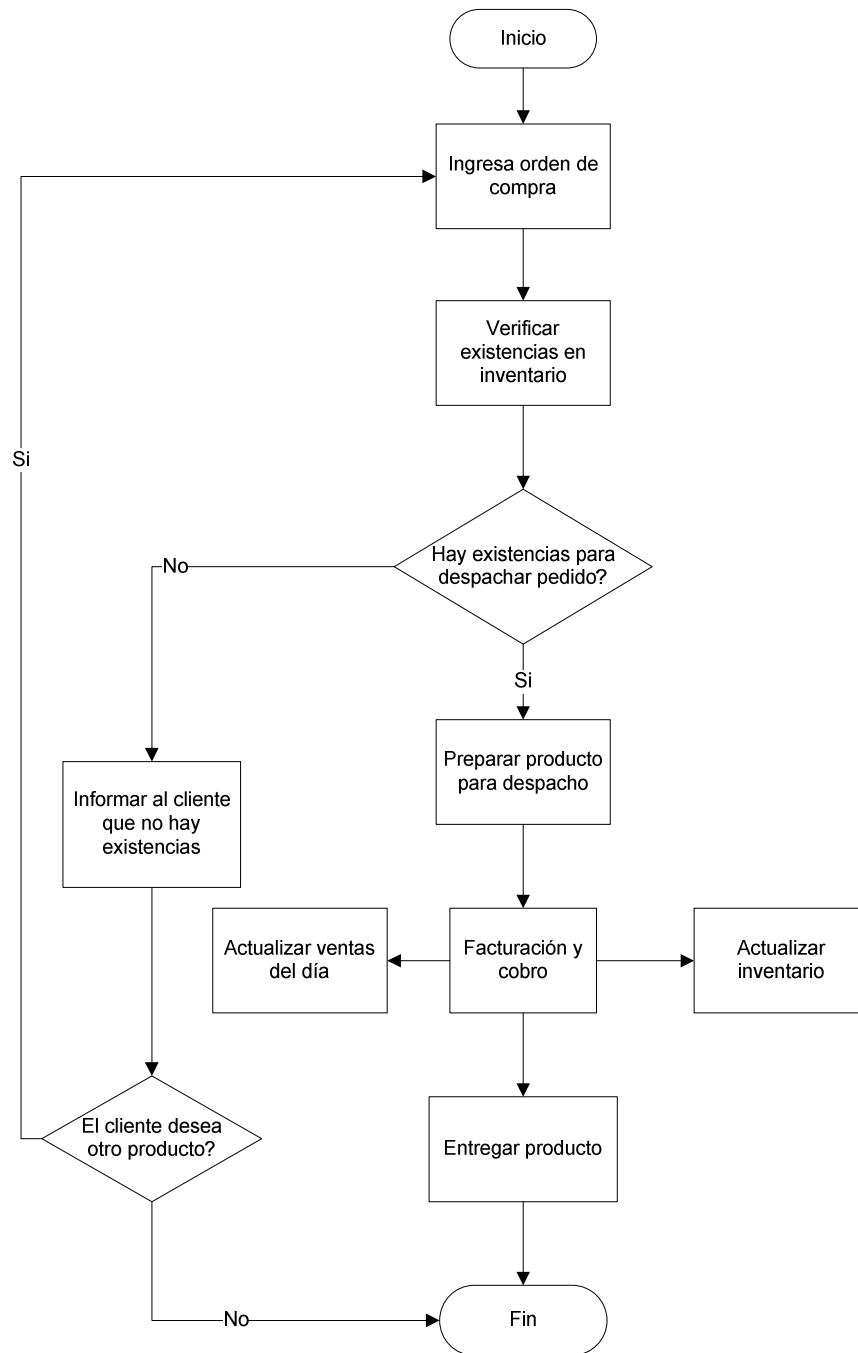 Inicio
Ingresa orden de
compra
Verificar
existencias en
inventario
Si
Hay existencias para
despachar pedido?
No
Si
Preparar producto
para despacho
Informar al cliente
que no hay
existencias
Actualizar ventas
del día
Facturación y
cobro
Actualizar
inventario
El cliente desea
otro producto?
Entregar producto
No
Fin